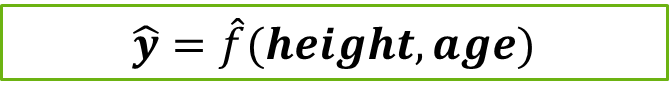 ŷ = f̂(height, age)